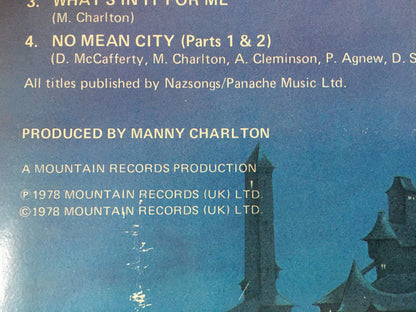 3. WHAT'S IN IT FOR ME
(M. Charlton)
4. NO MEAN CITY (Parts 1 & 2)
(D. McCafferty, M. Charlton, A. Cleminson, P. Agnew, D. S
All titles published by Nazsongs/Panache Music Ltd.
PRODUCED BY MANNY CHARLTON
A MOUNTAIN RECORDS PRODUCTION
℗1978 MOUNTAIN RECORDS (UK) LTD.
©1978 MOUNTAIN RECORDS (UK) LTD.